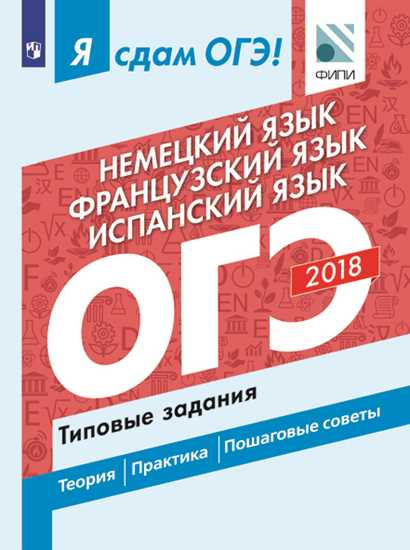 Я сдам ОГЭ!
ФИПИ
НЕМЕЦКИЙ ЯЗЫК
ФРАНЦУЗСКИЙ ЯЗЫК
ИСПАНСКИЙ ЯЗЫК
ОГЭ
2018
Типовые задания
Теория | Практика | Пошаговые советы